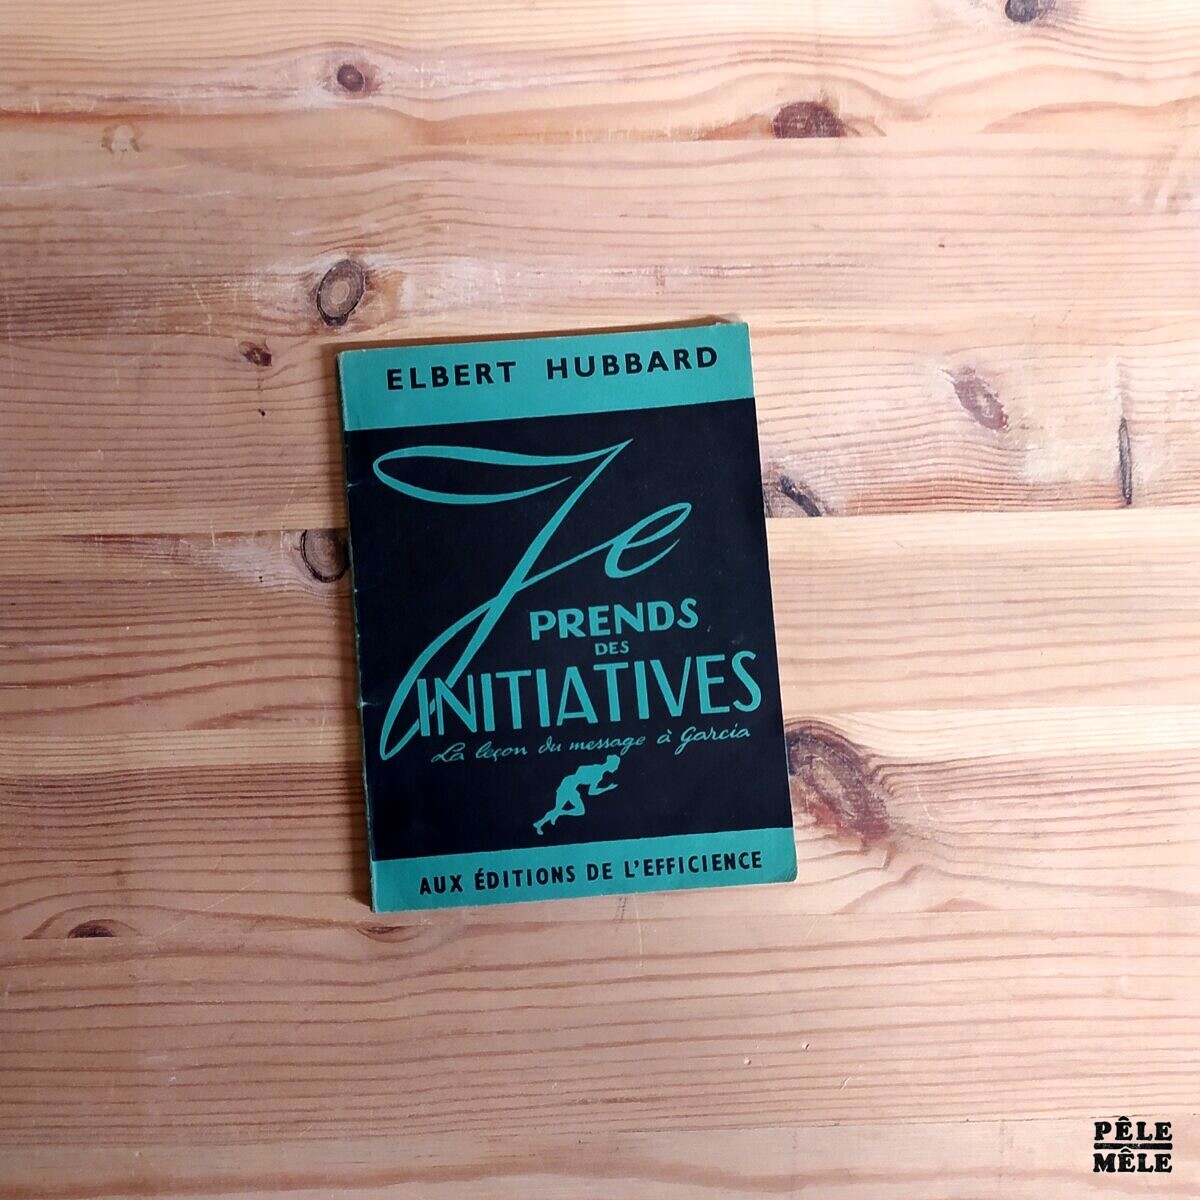 ELBERT HUBBARD
Je
PRENDS
DES
INITIATIVES
La leçon du message à Garcia
AUX ÉDITIONS DE L'EFFICIENCE
PÊLE
MÊLE